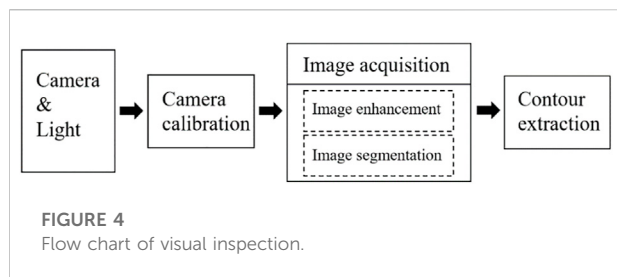 Camera
&
Light
Camera
calibration
Image acquisition
Image enhancement
Image segmentation
Contour
extraction
FIGURE 4
Flow chart of visual inspection.